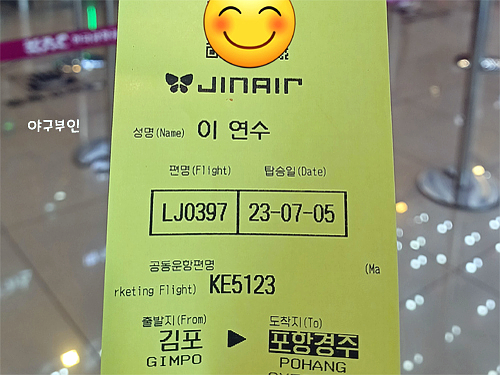 JINAIR
야구부인
성명(Name) 이 연수
편명(Flight) 탑승일(Date)
LJ0397 23-07-05
공동운항편명
(Ma
rketing Flight) KE5123
출발지(From) 도착지(To)
김포 ▶ 포항경주
GIMPO POHANG